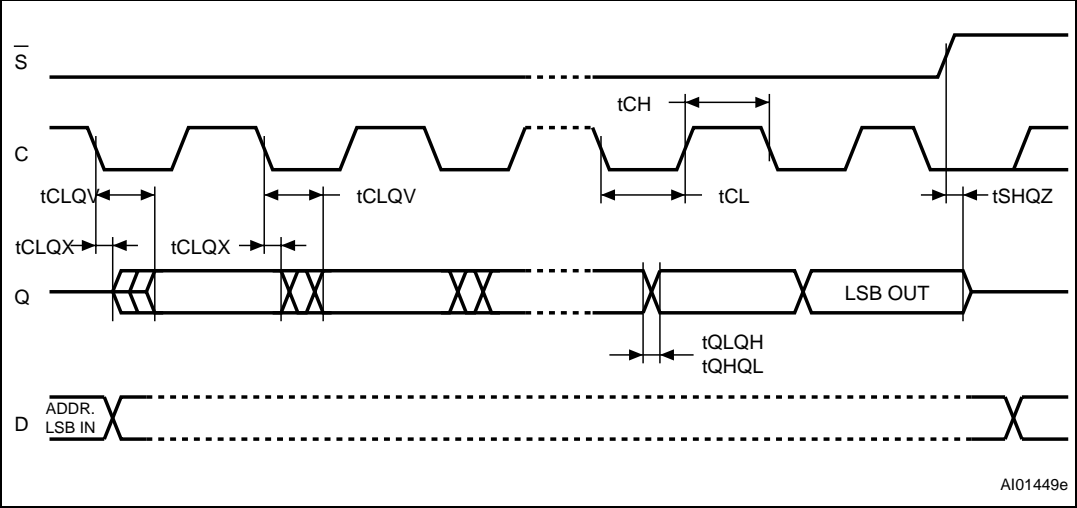 S
tCH
C
tCLQV
tCLQV
tCL
tSHQZ
tCLQX
tCLQX
Q
LSB OUT
tQLQH
tQHQL
ADDR.
D
LSB IN
AI01449e